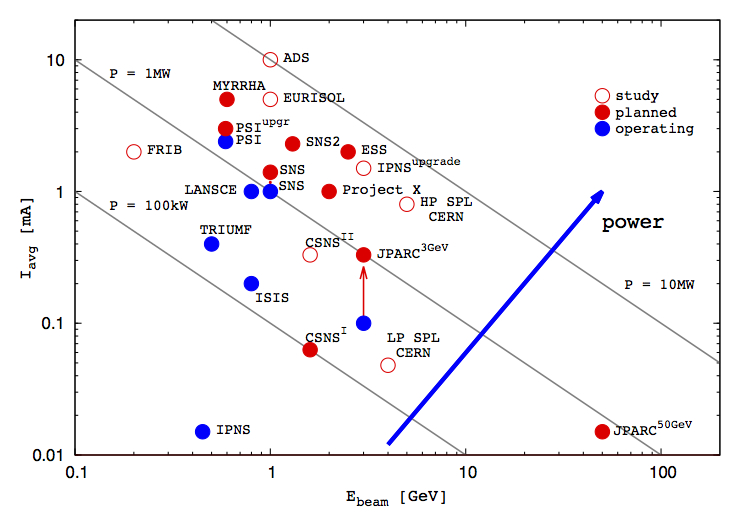 10
1
0.1
0.01
I_avg [mA]
0.1
1
10
100
E_beam [GeV]
P = 1MW
P = 100kW
P = 10MW
power
study
planned
operating
ADS
MYRRHA
EURISOL
PSI^upgr
PSI
FRIB
SNS2
ESS
IPNS^upgrade
SNS
LANSCE
SNS
Project X
HP SPL
CERN
TRIUMF
CSNS^II
JPARC^3GeV
ISIS
CSNS^I
LP SPL
CERN
IPNS
JPARC^50GeV